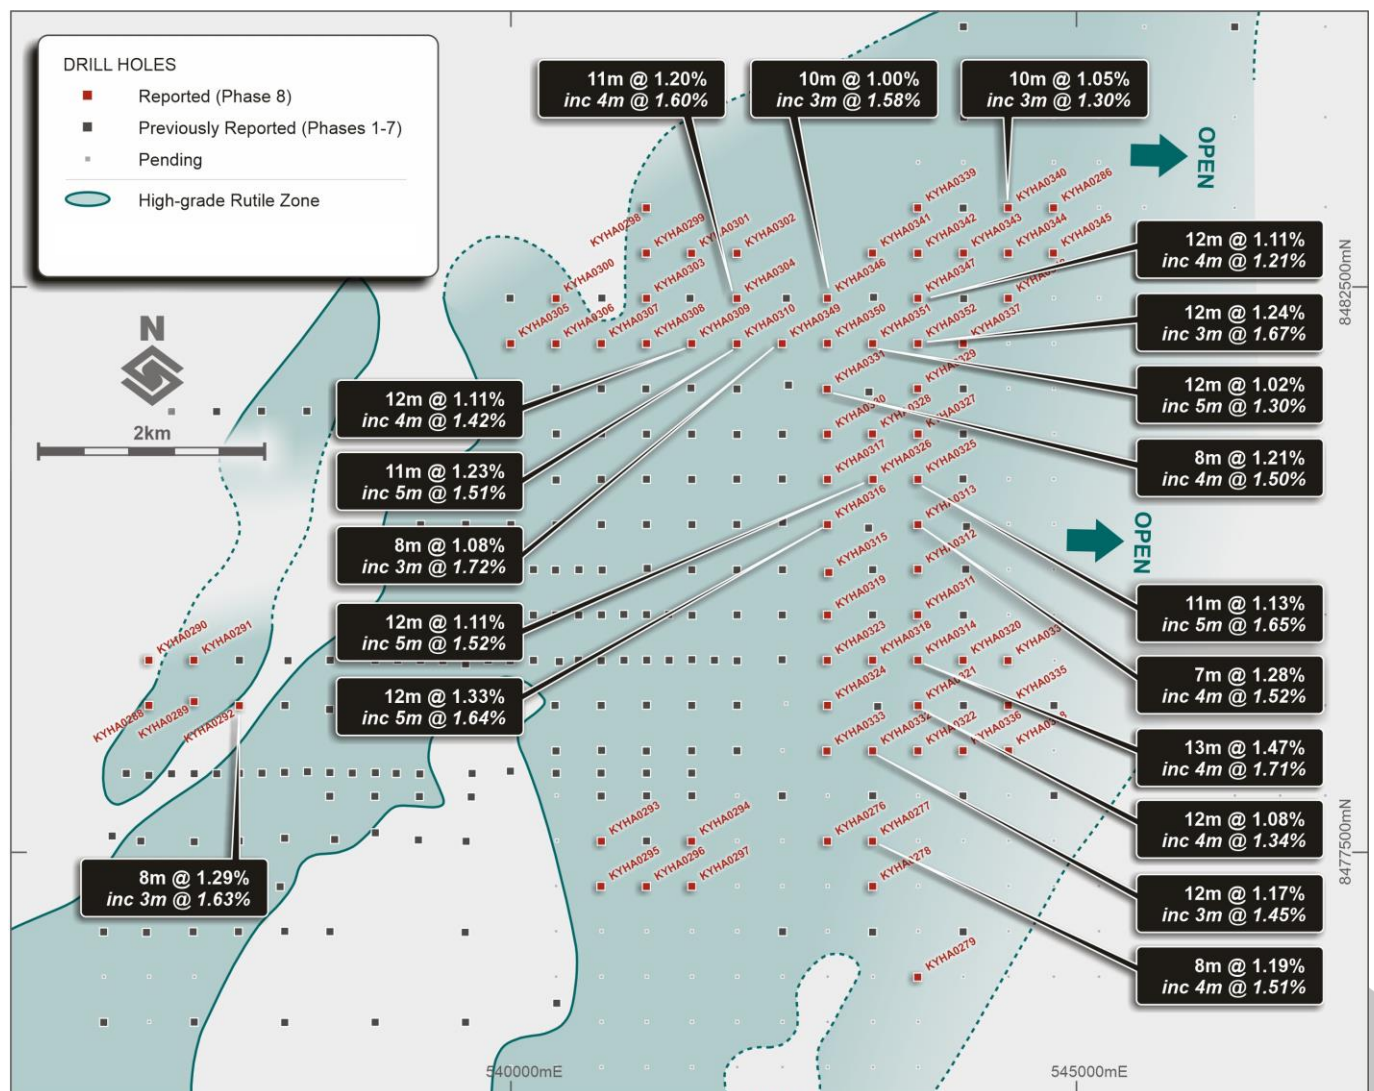 DRILL HOLES
Reported (Phase 8)
Previously Reported (Phases 1-7)
Pending
High-grade Rutile Zone
N
2km
11m @ 1.20%
inc 4m @ 1.60%
10m @ 1.00%
inc 3m @ 1.58%
10m @ 1.05%
inc 3m @ 1.30%
OPEN
KYHA0298
KYHA0299
KYHA0301
KYHA0302
KYHA0339
KYHA0340
KYHA0286
KYHA0300
KYHA0303
KYHA0304
KYHA0341
KYHA0342
KYHA0343
KYHA0344
KYHA0345
KYHA0346
KYHA0347
KYHA0305
KYHA0306
KYHA0307
KYHA0308
KYHA0309
KYHA0310
KYHA0349
KYHA0350
KYHA0351
KYHA0352
KYHA0337
12m @ 1.11%
inc 4m @ 1.21%
8482500mN
12m @ 1.24%
inc 3m @ 1.67%
12m @ 1.02%
inc 5m @ 1.30%
8m @ 1.21%
inc 4m @ 1.50%
KYHA0331
KYHA0329
KYHA0328
KYHA0327
KYHA0317
KYHA0326
KYHA0325
KYHA0316
KYHA0313
KYHA0315
KYHA0312
KYHA0319
KYHA0311
KYHA0323
KYHA0318
KYHA0314
KYHA0320
KYHA0324
KYHA0335
KYHA0333
KYHA0322
KYHA0336
OPEN
12m @ 1.11%
inc 4m @ 1.42%
11m @ 1.23%
inc 5m @ 1.51%
8m @ 1.08%
inc 3m @ 1.72%
12m @ 1.11%
inc 5m @ 1.52%
12m @ 1.33%
inc 5m @ 1.64%
11m @ 1.13%
inc 5m @ 1.65%
7m @ 1.28%
inc 4m @ 1.52%
13m @ 1.47%
inc 4m @ 1.71%
12m @ 1.08%
inc 4m @ 1.34%
12m @ 1.17%
inc 3m @ 1.45%
8m @ 1.19%
inc 4m @ 1.51%
8477500mN
KYHA0290
KYHA0291
KYHA0288
KYHA0289
KYHA0292
8m @ 1.29%
inc 3m @ 1.63%
KYHA0293
KYHA0294
KYHA0276
KYHA0277
KYHA0295
KYHA0296
KYHA0297
KYHA0279
540000mE
545000mE